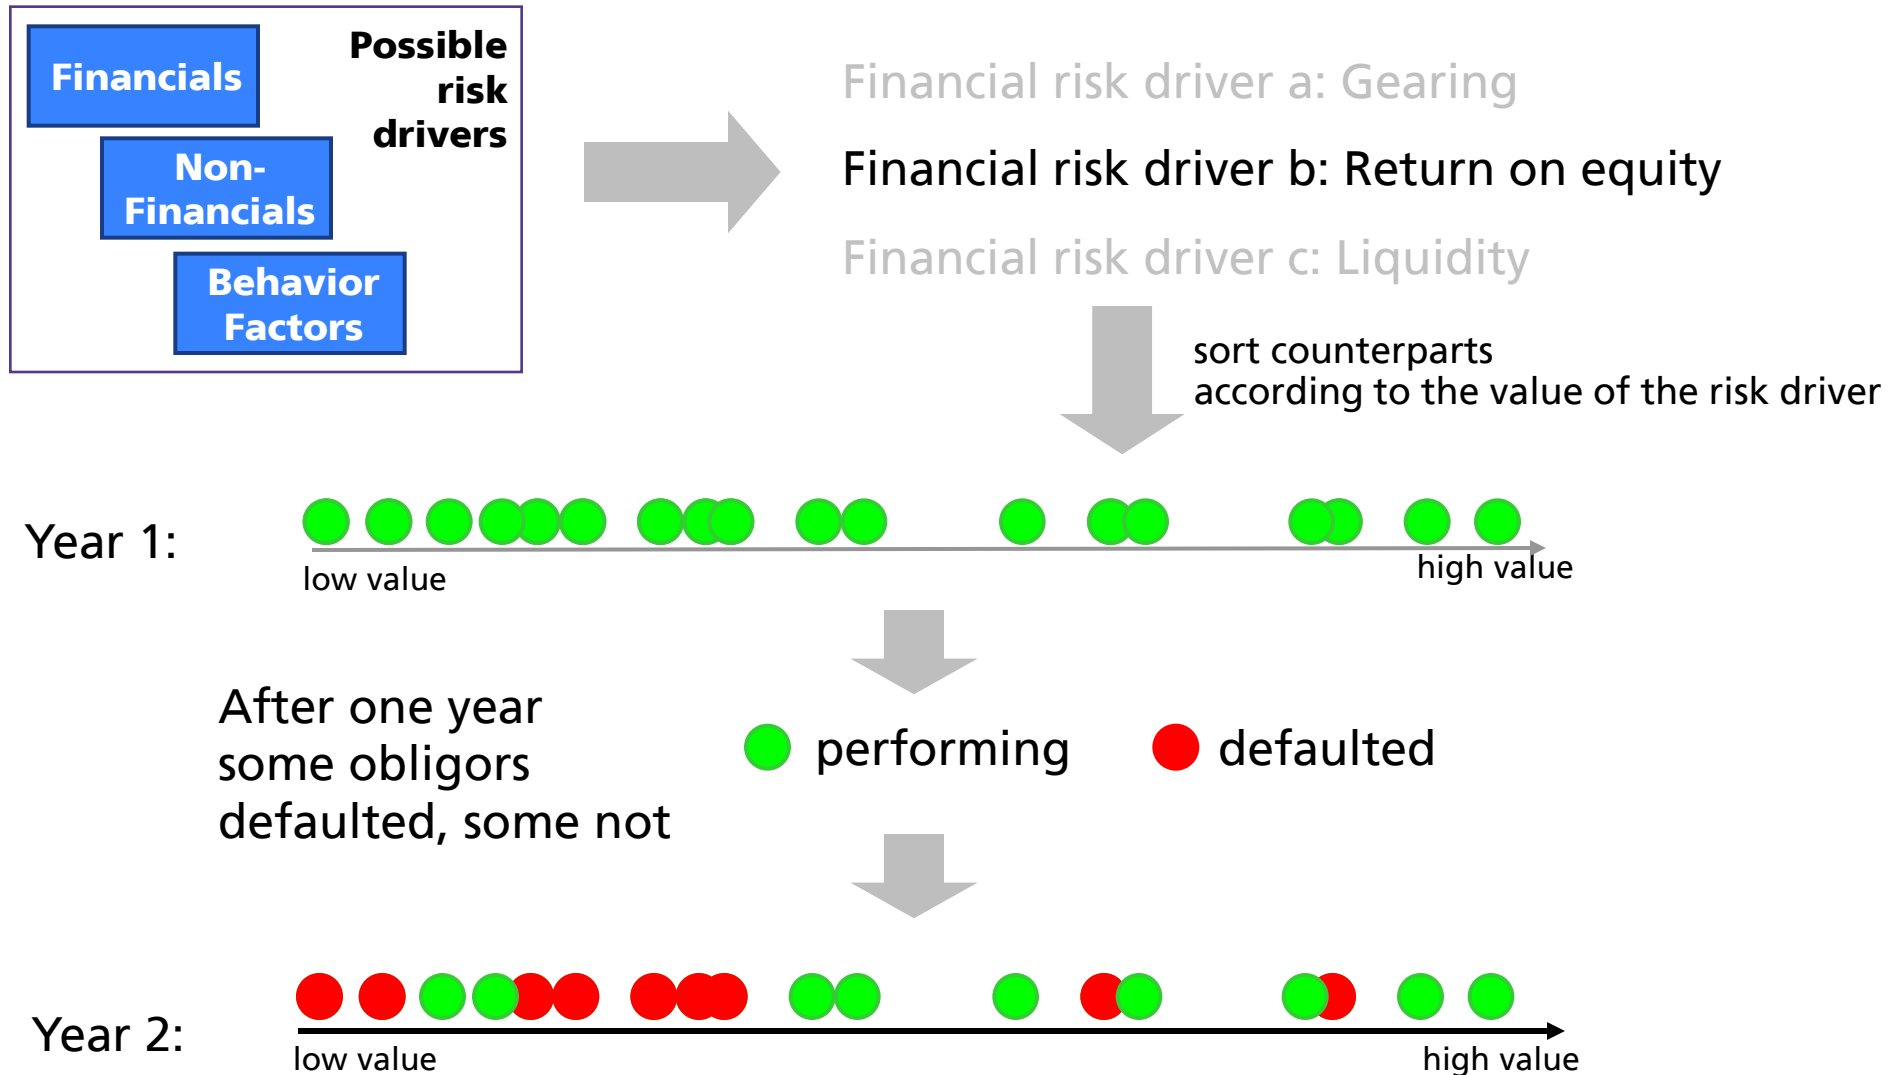 Possible
risk
drivers
Financials
Non-
Financials
Behavior
Factors
Financial risk driver a: Gearing
Financial risk driver b: Return on equity
Financial risk driver c: Liquidity
sort counterparts
according to the value of the risk driver
Year 1:
low value
high value
After one year
some obligors
defaulted, some not
performing
defaulted
Year 2:
low value
high value